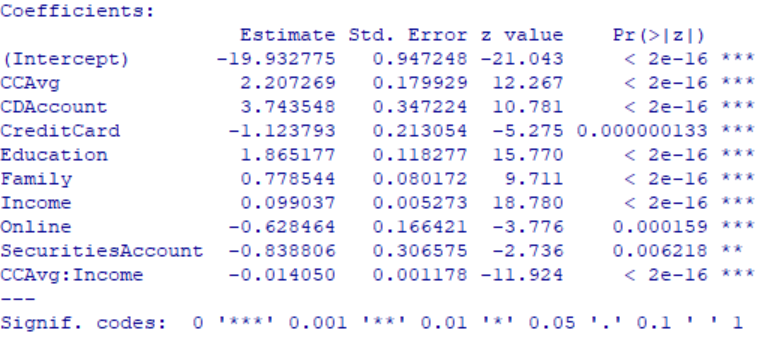 Coefficients:
                    Estimate Std. Error z value    Pr(>|z|)
(Intercept)       -19.932775   0.947248 -21.043     < 2e-16 ***
CCAvg               2.207269   0.179929  12.267     < 2e-16 ***
CDAccount           3.743548   0.347224  10.781     < 2e-16 ***
CreditCard         -1.123793   0.213054  -5.275 0.000000133 ***
Education           1.865177   0.118277  15.770     < 2e-16 ***
Family              0.778544   0.080172   9.711     < 2e-16 ***
Income              0.099037   0.005273  18.780     < 2e-16 ***
Online             -0.628464   0.166421  -3.776    0.000159 ***
SecuritiesAccount  -0.838806   0.306575  -2.736    0.006218 **
CCAvg:Income       -0.014050   0.001178 -11.924     < 2e-16 ***
---
Signif. codes:  0 '***' 0.001 '**' 0.01 '*' 0.05 '.' 0.1 ' ' 1